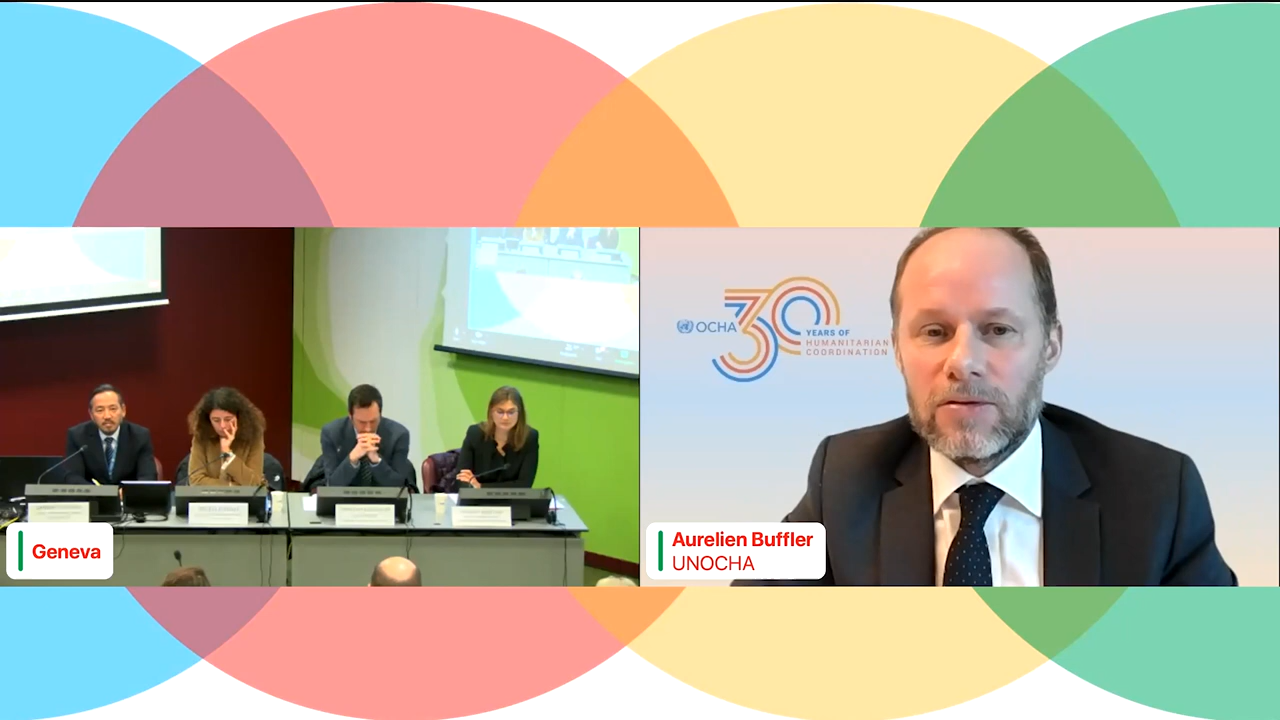 OCHA
30
YEARS OF
HUMANITARIAN
COORDINATION
Geneva
Aurelien Buffler
UNOCHA